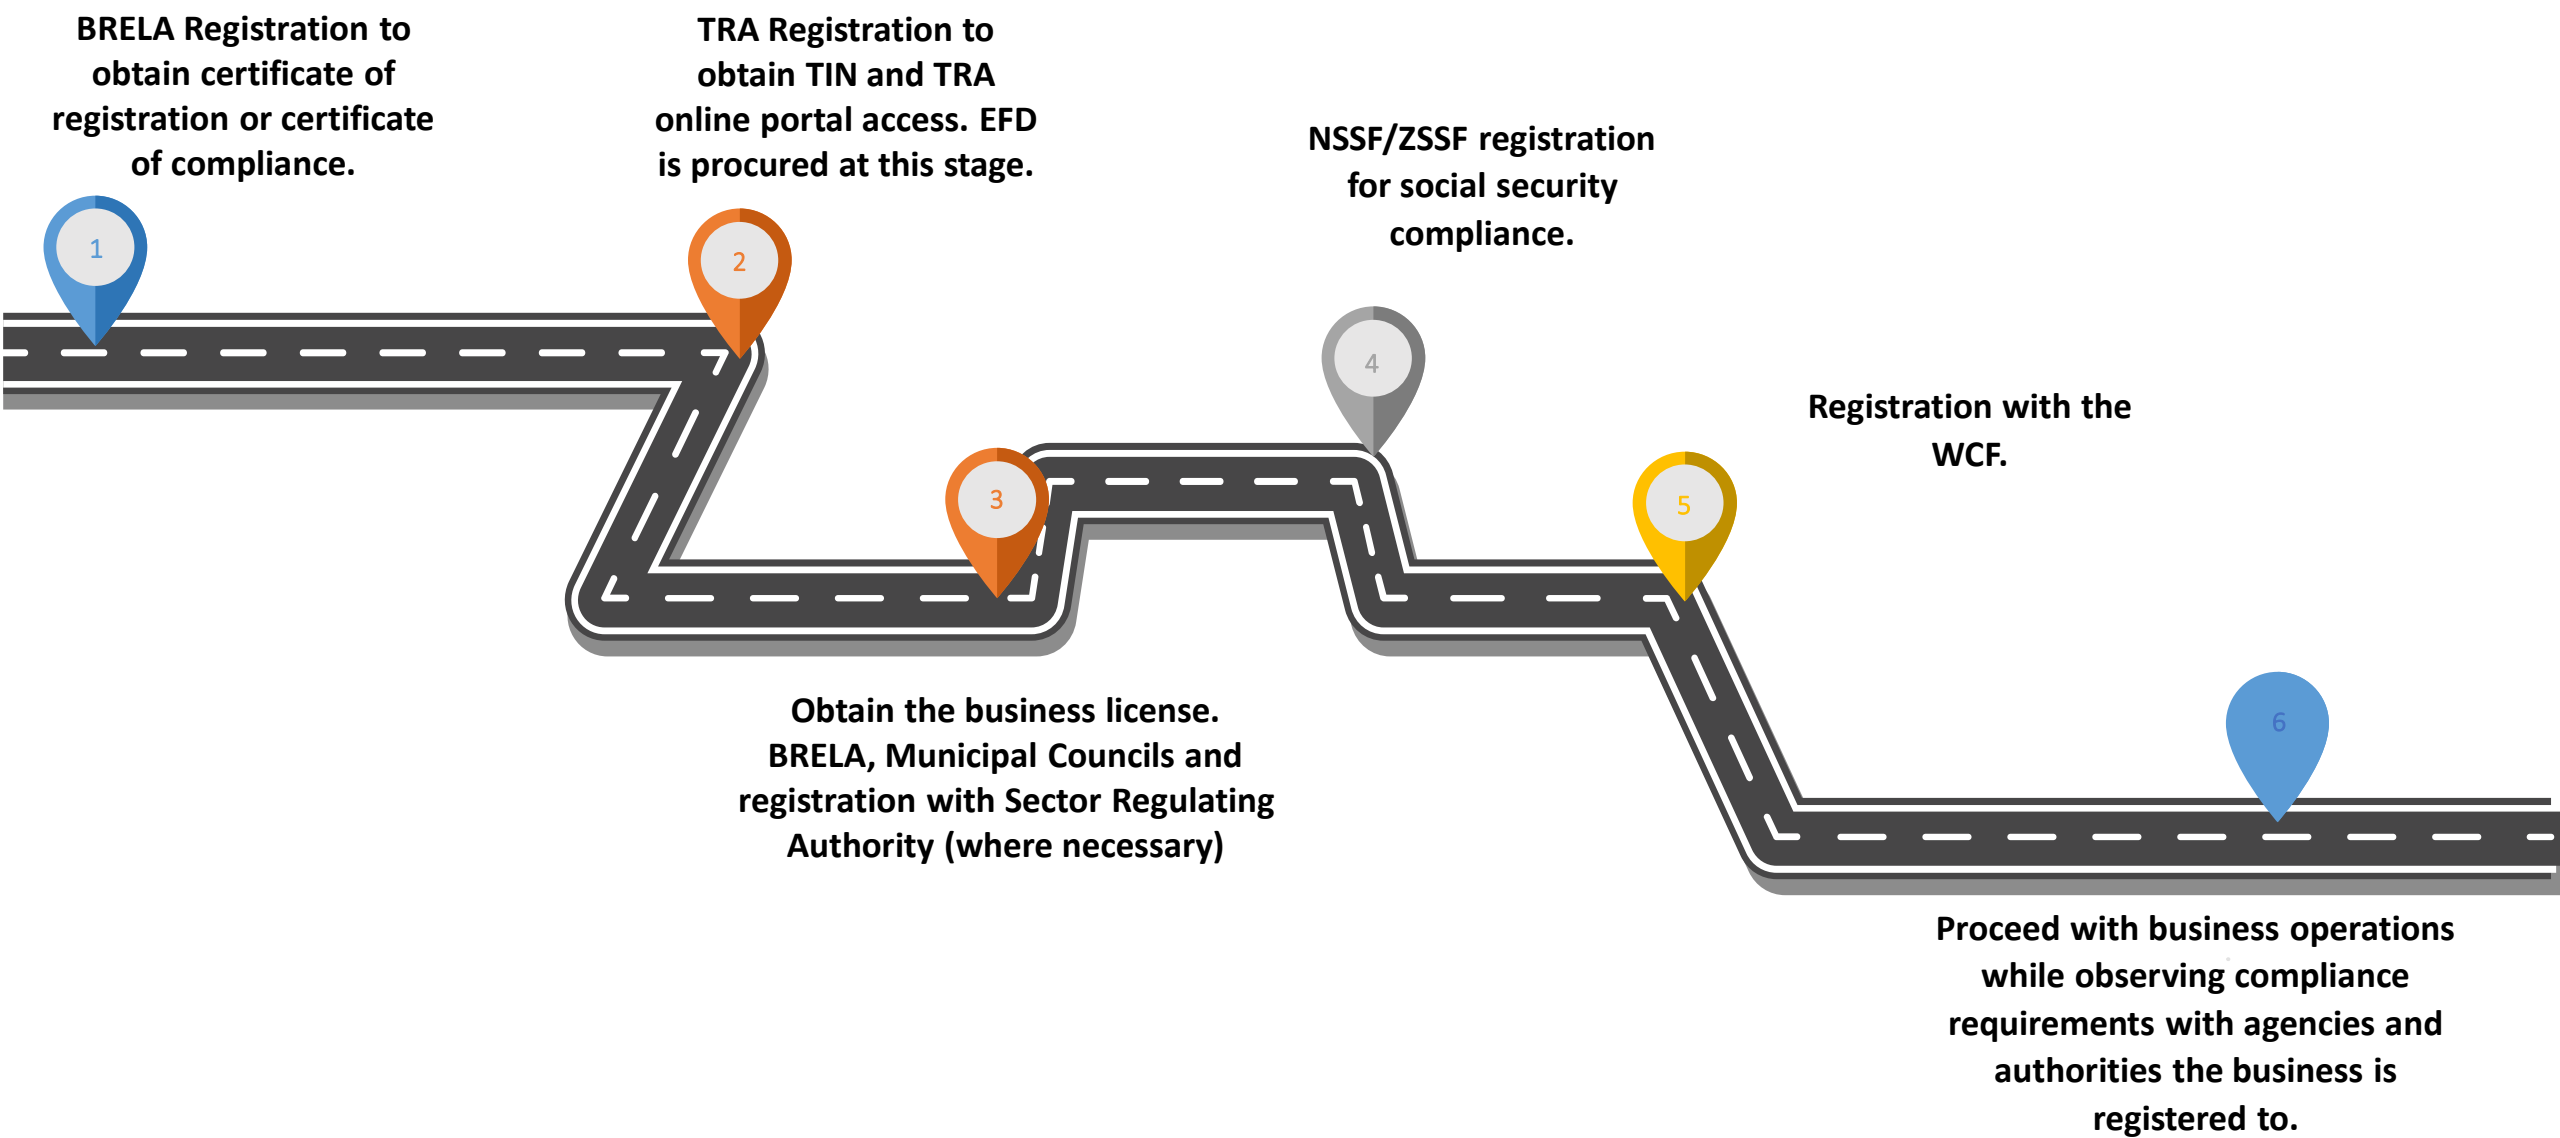 BRELA Registration to
obtain certificate of
registration or certificate
of compliance.
1
TRA Registration to
obtain TIN and TRA
online portal access. EFD
is procured at this stage.
2
3
Obtain the business license.
BRELA, Municipal Councils and
registration with Sector Regulating
Authority (where necessary)
NSSF/ZSSF registration
for social security
compliance.
4
Registration with the
WCF.
5
6
Proceed with business operations
while observing compliance
requirements with agencies and
authorities the business is
registered to.